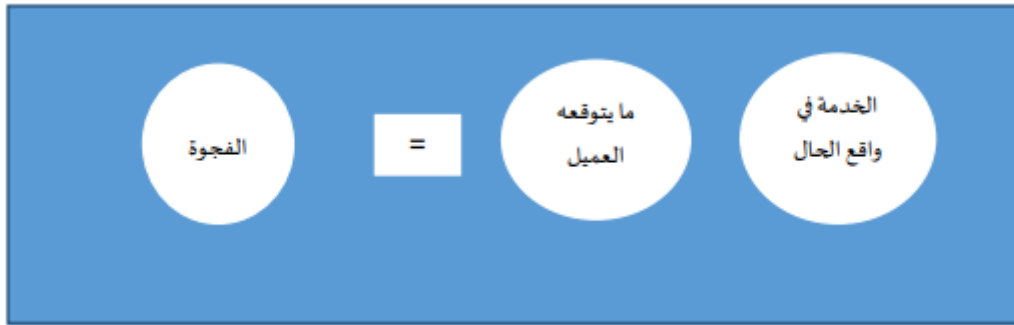 الخدمة في
واقع الحال
ما يتوقعه
العميل
=
الفجوة